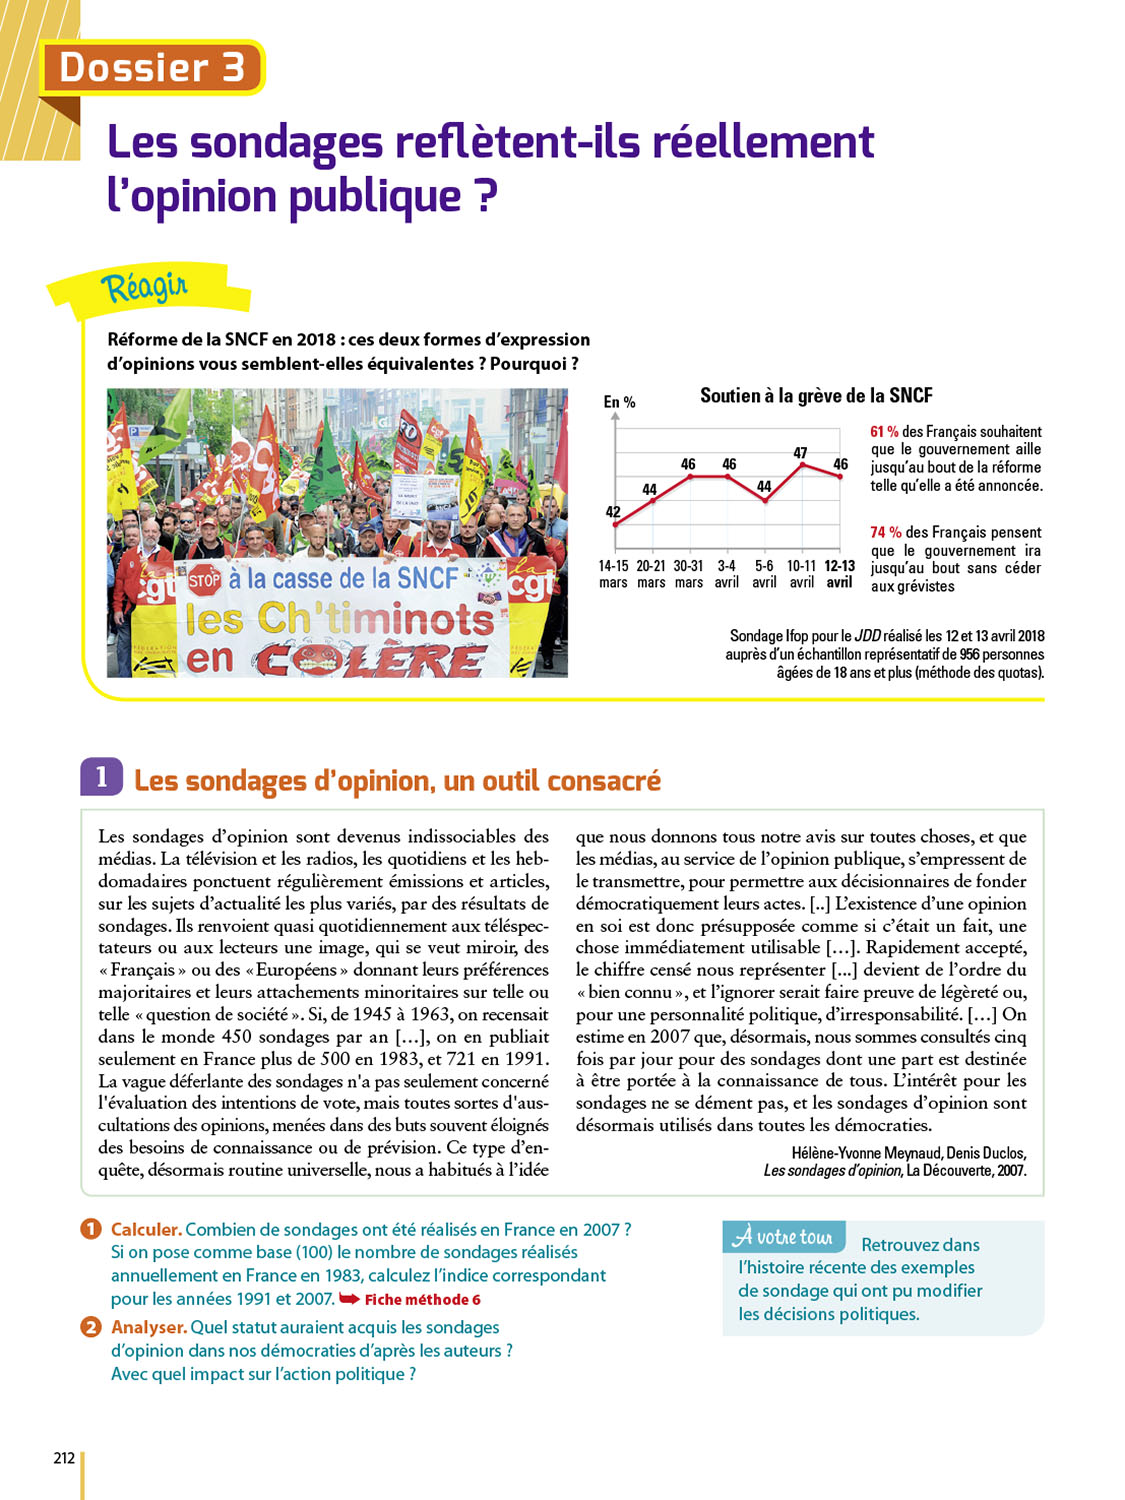 Dossier 3
Les sondages reflètent-ils réellement
l’opinion publique ?
Réagir
Réforme de la SNCF en 2018 : ces deux formes d’expression
d’opinions vous semblent-elles équivalentes ? Pourquoi ?
STOP à la casse de la SNCF
les Ch'timinots
en COLÈRE
la cgt
la cgt
Soutien à la grève de la SNCF
En %
42
44
46
46
44
47
46
14-15 20-21 30-31 3-4 5-6 10-11 12-13
mars mars mars avril avril avril avril
61 % des Français souhaitent
que le gouvernement aille
jusqu’au bout de la réforme
telle qu’elle a été annoncée.
74 % des Français pensent
que le gouvernement ira
jusqu’au bout sans céder
aux grévistes
Sondage Ifop pour le JDD réalisé les 12 et 13 avril 2018
auprès d’un échantillon représentatif de 956 personnes
âgées de 18 ans et plus (méthode des quotas).
1 Les sondages d’opinion, un outil consacré
Les sondages d’opinion sont devenus indissociables des
médias. La télévision et les radios, les quotidiens et les heb-
domadaires ponctuent régulièrement émissions et articles,
sur les sujets d’actualité les plus variés, par des résultats de
sondages. Ils renvoient quasi quotidiennement aux téléspec-
tateurs ou aux lecteurs une image, qui se veut miroir, des
« Français » ou des « Européens » donnant leurs préférences
majoritaires et leurs attachements minoritaires sur telle ou
telle « question de société ». Si, de 1945 à 1963, on recensait
dans le monde 450 sondages par an […], on en publiait
seulement en France plus de 500 en 1983, et 721 en 1991.
La vague déferlante des sondages n'a pas seulement concerné
l'évaluation des intentions de vote, mais toutes sortes d'aus-
cultations des opinions, menées dans des buts souvent éloignés
des besoins de connaissance ou de prévision. Ce type d’en-
quête, désormais routine universelle, nous a habitués à l’idée
que nous donnons tous notre avis sur toutes choses, et que
les médias, au service de l’opinion publique, s’empressent de
le transmettre, pour permettre aux décisionnaires de fonder
démocratiquement leurs actes. [..] L’existence d’une opinion
en soi est donc présupposée comme si c’était un fait, une
chose immédiatement utilisable […]. Rapidement accepté,
le chiffre censé nous représenter [...] devient de l’ordre du
« bien connu », et l’ignorer serait faire preuve de légèreté ou,
pour une personnalité politique, d’irresponsabilité. […] On
estime en 2007 que, désormais, nous sommes consultés cinq
fois par jour pour des sondages dont une part est destinée
à être portée à la connaissance de tous. L’intérêt pour les
sondages ne se dément pas, et les sondages d’opinion sont
désormais utilisés dans toutes les démocraties.
Hélène-Yvonne Meynaud, Denis Duclos,
Les sondages d’opinion, La Découverte, 2007.
1 Calculer. Combien de sondages ont été réalisés en France en 2007 ?
Si on pose comme base (100) le nombre de sondages réalisés
annuellement en France en 1983, calculez l’indice correspondant
pour les années 1991 et 2007. ➥ Fiche méthode 6
2 Analyser. Quel statut auraient acquis les sondages
d’opinion dans nos démocraties d’après les auteurs ?
Avec quel impact sur l’action politique ?
À votre tour Retrouvez dans
l’histoire récente des exemples
de sondage qui ont pu modifier
les décisions politiques.
212